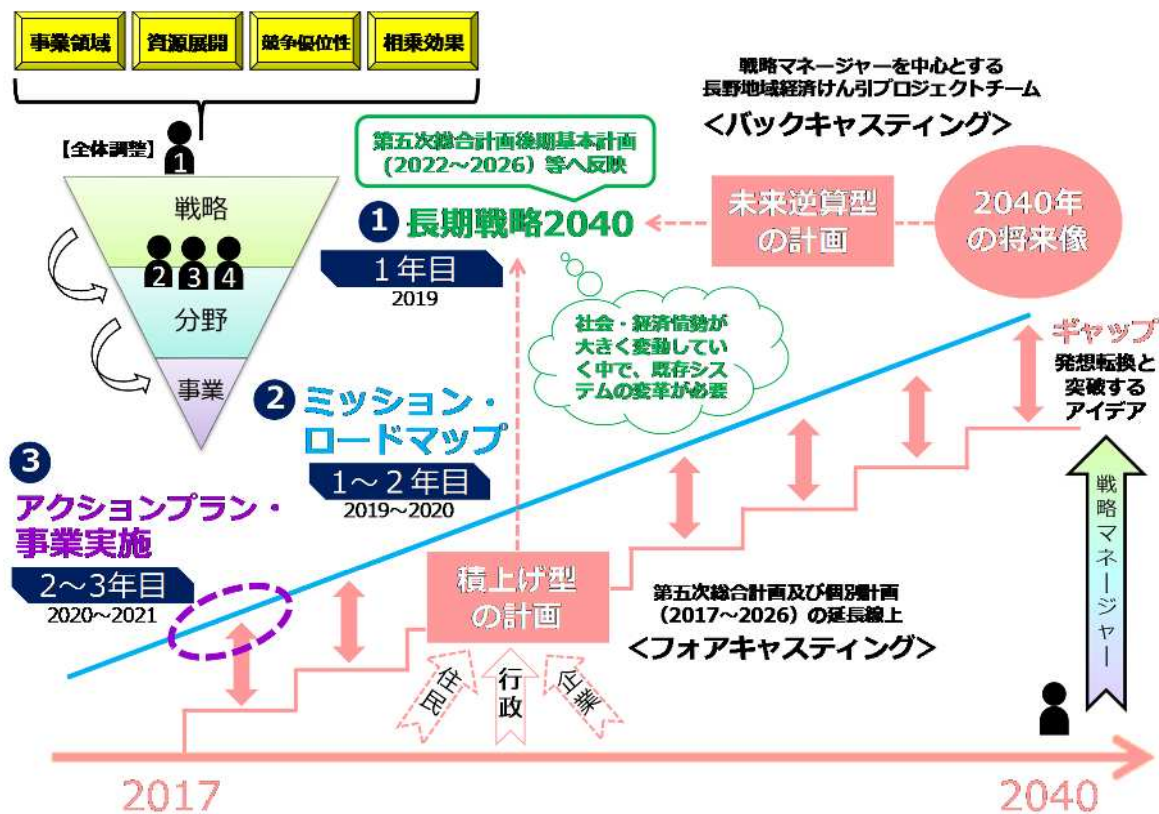 事業領域
資源展開
競争優位性
相乗効果
【全体調整】
1
戦略
2 3 4
分野
事業
戦略マネージャーを中心とする
長野地域経済けん引プロジェクトチーム
＜バックキャスティング＞
第五次総合計画後期基本計画
（2022～2026）等へ反映
1 長期戦略2040
1年目
2019
未来逆算型
の計画
2040年
の将来像
社会・経済情勢が
大きく変動してい
く中で、既存シス
テムの変革が必要
ギャップ
発想転換と
突破する
アイデア
2 ミッション・
ロードマップ
1～2年目
2019～2020
3
アクションプラン・
事業実施
2～3年目
2020～2021
積上げ型
の計画
第五次総合計画及び個別計画
（2017～2026）の延長線上
＜フォアキャスティング＞
住民
行政
企業
戦略マネージャー
2017
2040